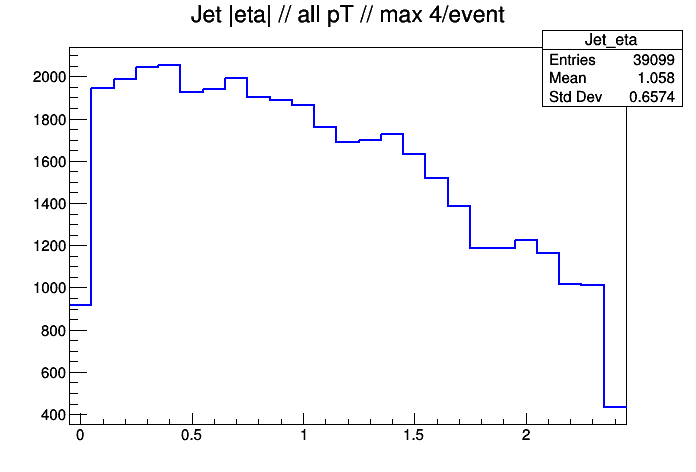 Jet |eta| // all pT // max 4/event
Jet_eta
Entries 39099
Mean 1.058
Std Dev 0.6574
2000
1800
1600
1400
1200
1000
800
600
400
0 0.5 1 1.5 2